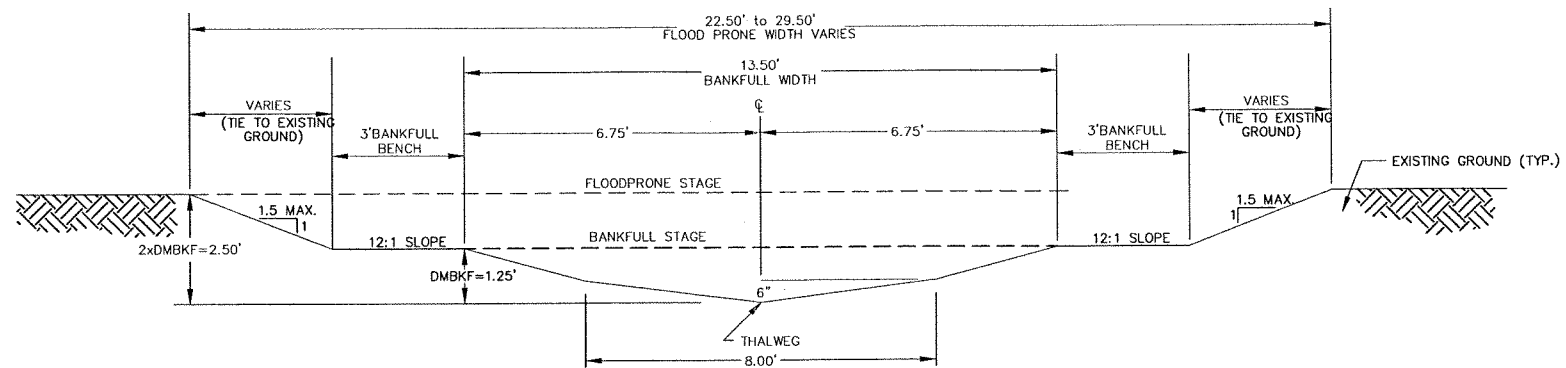 22.50' to 29.50'
FLOOD PRONE WIDTH VARIES
13.50'
BANKFULL WIDTH
℄
VARIES
(TIE TO EXISTING
GROUND)
3'BANKFULL
BENCH
6.75'
6.75'
3'BANKFULL
BENCH
VARIES
(TIE TO EXISTING
GROUND)
EXISTING GROUND (TYP.)
FLOODPRONE STAGE
1.5 MAX.
1
1.5 MAX.
1
12:1 SLOPE
BANKFULL STAGE
12:1 SLOPE
2xDMBKF=2.50'
DMBKF=1.25'
6"
THALWEG
8.00'